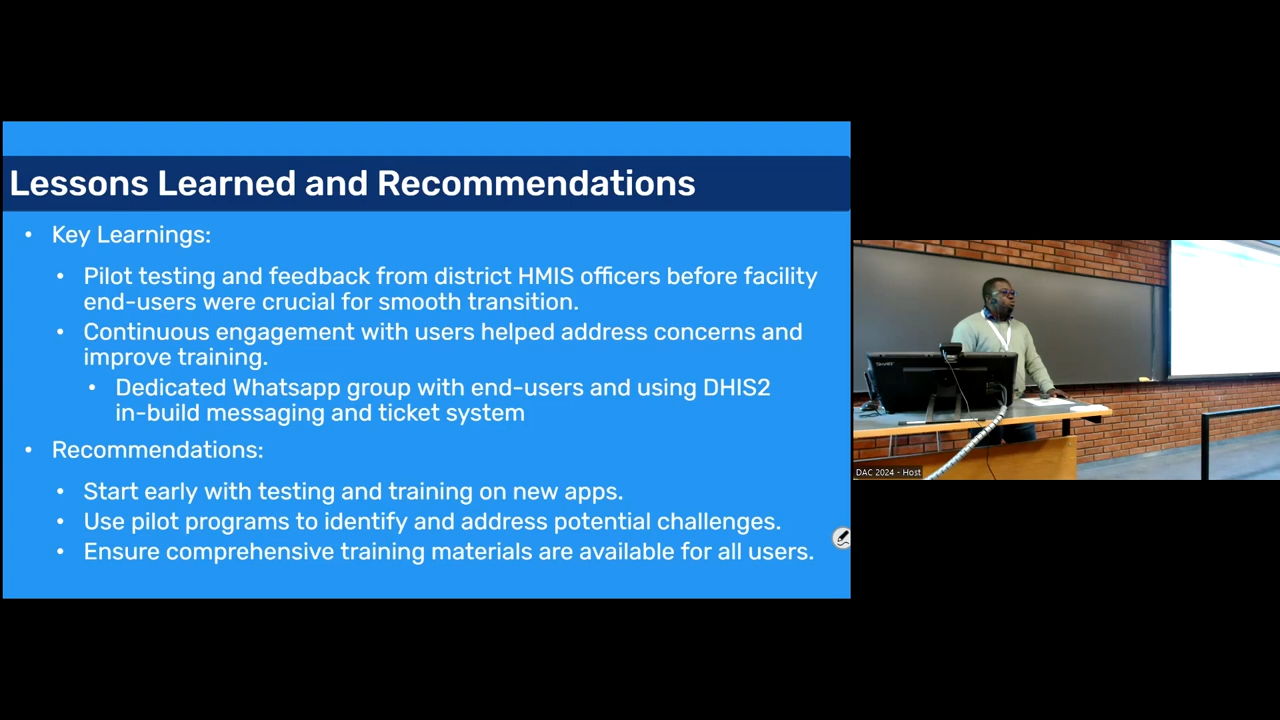 Lessons Learned and Recommendations
• Key Learnings:
• Pilot testing and feedback from district HMIS officers before facility
end-users were crucial for smooth transition.
• Continuous engagement with users helped address concerns and
improve training.
• Dedicated Whatsapp group with end-users and using DHIS2
in-build messaging and ticket system
• Recommendations:
• Start early with testing and training on new apps.
• Use pilot programs to identify and address potential challenges.
• Ensure comprehensive training materials are available for all users.
DAC 2024 - Host